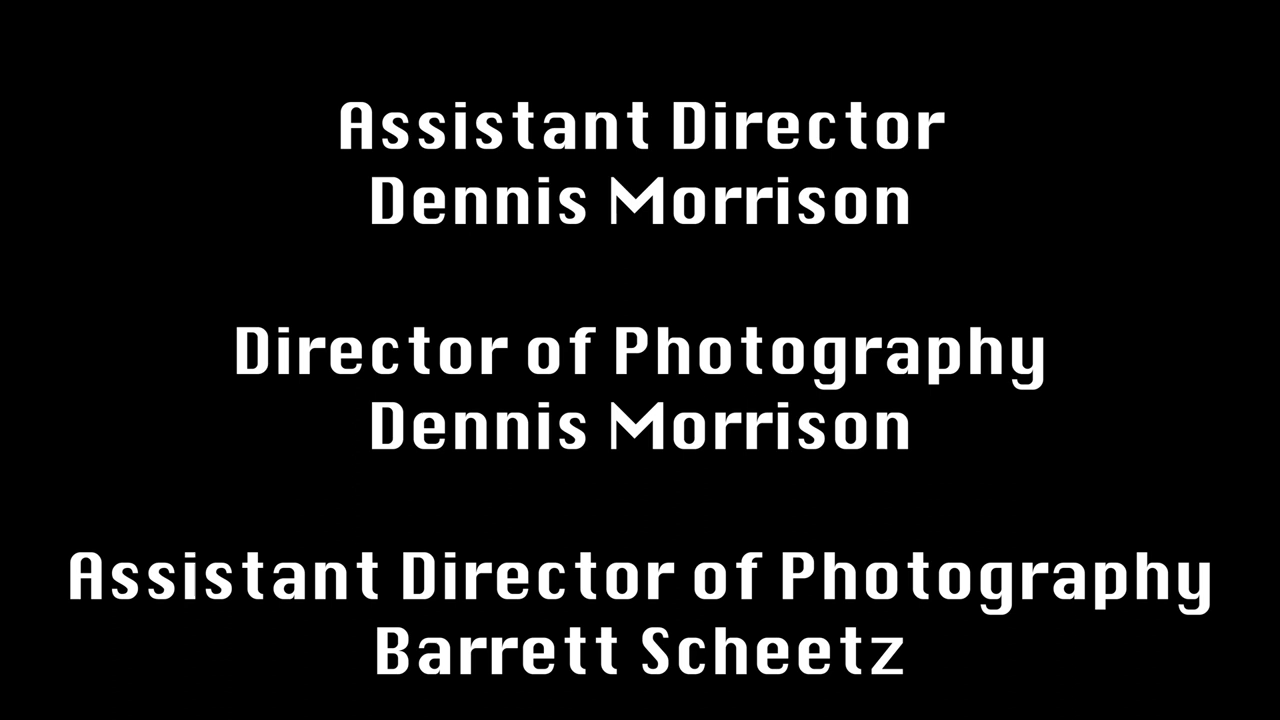 Assistant Director
Dennis Morrison
Director of Photography
Dennis Morrison
Assistant Director of Photography
Barrett Scheetz